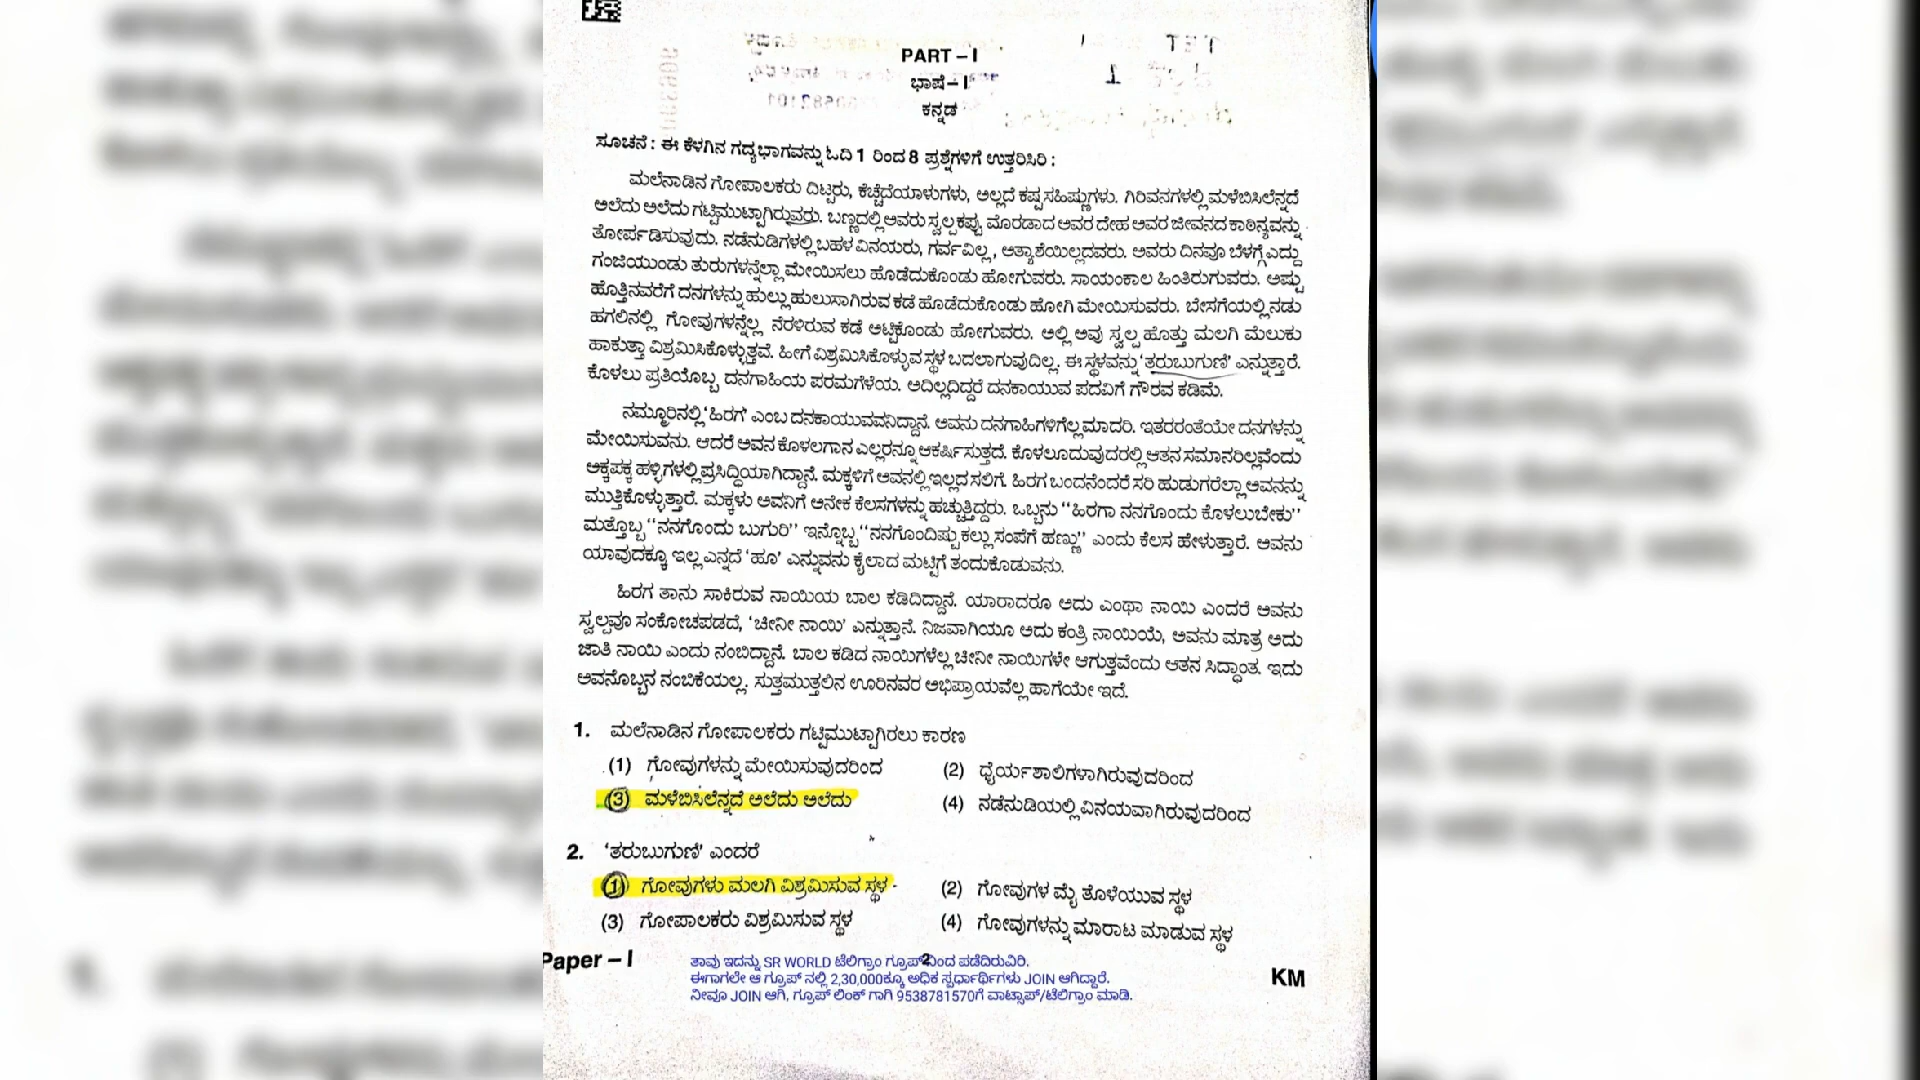 PART – I
ಭಾಷೆ – I
ಕನ್ನಡ
ಸೂಚನೆ : ಈ ಕೆಳಗಿನ ಗದ್ಯಭಾಗವನ್ನು ಓದಿ 1 ರಿಂದ 8 ಪ್ರಶ್ನೆಗಳಿಗೆ ಉತ್ತರಿಸಿರಿ :
ಮಲೆನಾಡಿನ ಗೋಪಾಲಕರು ದಿಟ್ಟರು, ಕೆಚ್ಚೆದೆಯಾಳುಗಳು, ಅಲ್ಲದೆ ಕಷ್ಟಸಹಿಷ್ಣುಗಳು. ಗಿರಿವನಗಳಲ್ಲಿ ಮಳೆಬಿಸಿಲೆನ್ನದೆ
ಅಲೆದು ಅಲೆದು ಗಟ್ಟಿಮುಟ್ಟಾಗಿರುವರು. ಬಣ್ಣದಲ್ಲಿ ಅವರು ಸ್ವಲ್ಪ ಕಪ್ಪು ಮೊರಡಾದ ಅವರ ದೇಹ ಅವರ ಜೀವನದ ಕಾಠಿನ್ಯವನ್ನು
ತೋರ್ಪಡಿಸುವುದು. ನಡೆನುಡಿಗಳಲ್ಲಿ ಬಹಳ ವಿನಯರು, ಗರ್ವವಿಲ್ಲ, ಅತ್ಯಾಶೆಯಿಲ್ಲದವರು. ಅವರು ದಿನವೂ ಬೆಳಗ್ಗೆ ಎದ್ದು
ಗಂಜಿಯುಂಡು ತುರುಗಳನ್ನೆಲ್ಲಾ ಮೇಯಿಸಲು ಹೊಡೆದುಕೊಂಡು ಹೋಗುವರು. ಸಾಯಂಕಾಲ ಹಿಂತಿರುಗುವರು. ಅಷ್ಟು
ಹೊತ್ತಿನವರೆಗೆ ದನಗಳನ್ನು ಹುಲ್ಲು ಹುಲುಸಾಗಿರುವ ಕಡೆ ಹೊಡೆದುಕೊಂಡು ಹೋಗಿ ಮೇಯಿಸುವರು. ಬೇಸಗೆಯಲ್ಲಿ ನಡು
ಹಗಲಿನಲ್ಲಿ ಗೋವುಗಳನ್ನೆಲ್ಲ ನೆರಳಿರುವ ಕಡೆ ಅಟ್ಟಿಕೊಂಡು ಹೋಗುವರು. ಅಲ್ಲಿ ಅವು ಸ್ವಲ್ಪ ಹೊತ್ತು ಮಲಗಿ ಮೆಲುಕು
ಹಾಕುತ್ತಾ ವಿಶ್ರಮಿಸಿಕೊಳ್ಳುತ್ತವೆ. ಹೀಗೆ ವಿಶ್ರಮಿಸಿಕೊಳ್ಳುವ ಸ್ಥಳ ಬದಲಾಗುವುದಿಲ್ಲ. ಈ ಸ್ಥಳವನ್ನು ‘ತರುಬುಗುಣಿ’ ಎನ್ನುತ್ತಾರೆ.
ಕೊಳಲು ಪ್ರತಿಯೊಬ್ಬ ದನಗಾಹಿಯ ಪರಮಗೆಳೆಯ. ಅದಿಲ್ಲದಿದ್ದರೆ ದನಕಾಯುವ ಪದವಿಗೆ ಗೌರವ ಕಡಿಮೆ.
ನಮ್ಮೂರಿನಲ್ಲಿ ‘ಹಿರಗ’ ಎಂಬ ದನಕಾಯುವವನಿದ್ದಾನೆ. ಅವನು ದನಗಾಹಿಗಳಿಗೆಲ್ಲ ಮಾದರಿ. ಇತರರಂತೆಯೇ ದನಗಳನ್ನು
ಮೇಯಿಸುವನು. ಆದರೆ ಅವನ ಕೊಳಲಗಾನ ಎಲ್ಲರನ್ನೂ ಆಕರ್ಷಿಸುತ್ತದೆ. ಕೊಳಲೂದುವುದರಲ್ಲಿ ಆತನ ಸಮಾನರಿಲ್ಲವೆಂದು
ಅಕ್ಕಪಕ್ಕ ಹಳ್ಳಿಗಳಲ್ಲಿ ಪ್ರಸಿದ್ಧಿಯಾಗಿದ್ದಾನೆ. ಮಕ್ಕಳಿಗೆ ಅವನಲ್ಲಿ ಇಲ್ಲದ ಸಲಿಗೆ. ಹಿರಗ ಬಂದನೆಂದರೆ ಸರಿ ಹುಡುಗರೆಲ್ಲಾ ಅವನನ್ನು
ಮುತ್ತಿಕೊಳ್ಳುತ್ತಾರೆ. ಮಕ್ಕಳು ಅವನಿಗೆ ಅನೇಕ ಕೆಲಸಗಳನ್ನು ಹಚ್ಚುತ್ತಿದ್ದರು. ಒಬ್ಬನು ‘‘ಹಿರಗಾ ನನಗೊಂದು ಕೊಳಲುಬೇಕು’’
ಮತ್ತೊಬ್ಬ ‘‘ನನಗೊಂದು ಬುಗುರಿ’’ ಇನ್ನೊಬ್ಬ ‘‘ನನಗೊಂದಿಷ್ಟು ಕಲ್ಲು ಸಂಪಿಗೆ ಹಣ್ಣು’’ ಎಂದು ಕೆಲಸ ಹೇಳುತ್ತಾರೆ. ಅವನು
ಯಾವುದಕ್ಕೂ ಇಲ್ಲ ಎನ್ನದೆ ‘ಹೂ’ ಎನ್ನುವನು ಕೈಲಾದ ಮಟ್ಟಿಗೆ ತಂದುಕೊಡುವನು.
ಹಿರಗ ತಾನು ಸಾಕಿರುವ ನಾಯಿಯ ಬಾಲ ಕಡಿದಿದ್ದಾನೆ. ಯಾರಾದರೂ ಅದು ಎಂಥಾ ನಾಯಿ ಎಂದರೆ ಅವನು
ಸ್ವಲ್ಪವೂ ಸಂಕೋಚಪಡದೆ, ‘ಚೀನೀ ನಾಯಿ’ ಎನ್ನುತ್ತಾನೆ. ನಿಜವಾಗಿಯೂ ಅದು ಕಂತ್ರಿ ನಾಯಿಯೆ, ಅವನು ಮಾತ್ರ ಅದು
ಜಾತಿ ನಾಯಿ ಎಂದು ನಂಬಿದ್ದಾನೆ. ಬಾಲ ಕಡಿದ ನಾಯಿಗಳೆಲ್ಲ ಚೀನೀ ನಾಯಿಗಳೇ ಆಗುತ್ತವೆಂದು ಆತನ ಸಿದ್ಧಾಂತ. ಇದು
ಅವನೊಬ್ಬನ ನಂಬಿಕೆಯಲ್ಲ. ಸುತ್ತಮುತ್ತಲಿನ ಊರಿನವರ ಅಭಿಪ್ರಾಯವೆಲ್ಲ ಹಾಗೆಯೇ ಇದೆ.
1. ಮಲೆನಾಡಿನ ಗೋಪಾಲಕರು ಗಟ್ಟಿಮುಟ್ಟಾಗಿರಲು ಕಾರಣ
(1) ಗೋವುಗಳನ್ನು ಮೇಯಿಸುವುದರಿಂದ (2) ಧೈರ್ಯಶಾಲಿಗಳಾಗಿರುವುದರಿಂದ
(3) ಮಳೆಬಿಸಿಲೆನ್ನದೆ ಅಲೆದು ಅಲೆದು (4) ನಡೆನುಡಿಯಲ್ಲಿ ವಿನಯವಾಗಿರುವುದರಿಂದ
2. ‘ತರುಬುಗುಣಿ’ ಎಂದರೆ
(1) ಗೋವುಗಳು ಮಲಗಿ ವಿಶ್ರಮಿಸುವ ಸ್ಥಳ (2) ಗೋವುಗಳ ಮೈ ತೊಳೆಯುವ ಸ್ಥಳ
(3) ಗೋಪಾಲಕರು ವಿಶ್ರಮಿಸುವ ಸ್ಥಳ (4) ಗೋವುಗಳನ್ನು ಮಾರಾಟ ಮಾಡುವ ಸ್ಥಳ
Paper – I 2 KM
ತಾವು ಇದನ್ನು SR WORLD ಟೆಲಿಗ್ರಾಂ ಗ್ರೂಪ್ ನಿಂದ ಪಡೆದಿರುವಿರಿ.
ಈಗಾಗಲೇ ಆ ಗ್ರೂಪ್ ನಲ್ಲಿ 2,30,000ಕ್ಕೂ ಅಧಿಕ ಸ್ಪರ್ಧಾರ್ಥಿಗಳು JOIN ಆಗಿದ್ದಾರೆ.
ನೀವೂ JOIN ಆಗಿ, ಗ್ರೂಪ್ ಲಿಂಕ್ ಗಾಗಿ 9538781570ಗೆ ವಾಟ್ಸಾಪ್/ಟೆಲಿಗ್ರಾಂ ಮಾಡಿ.